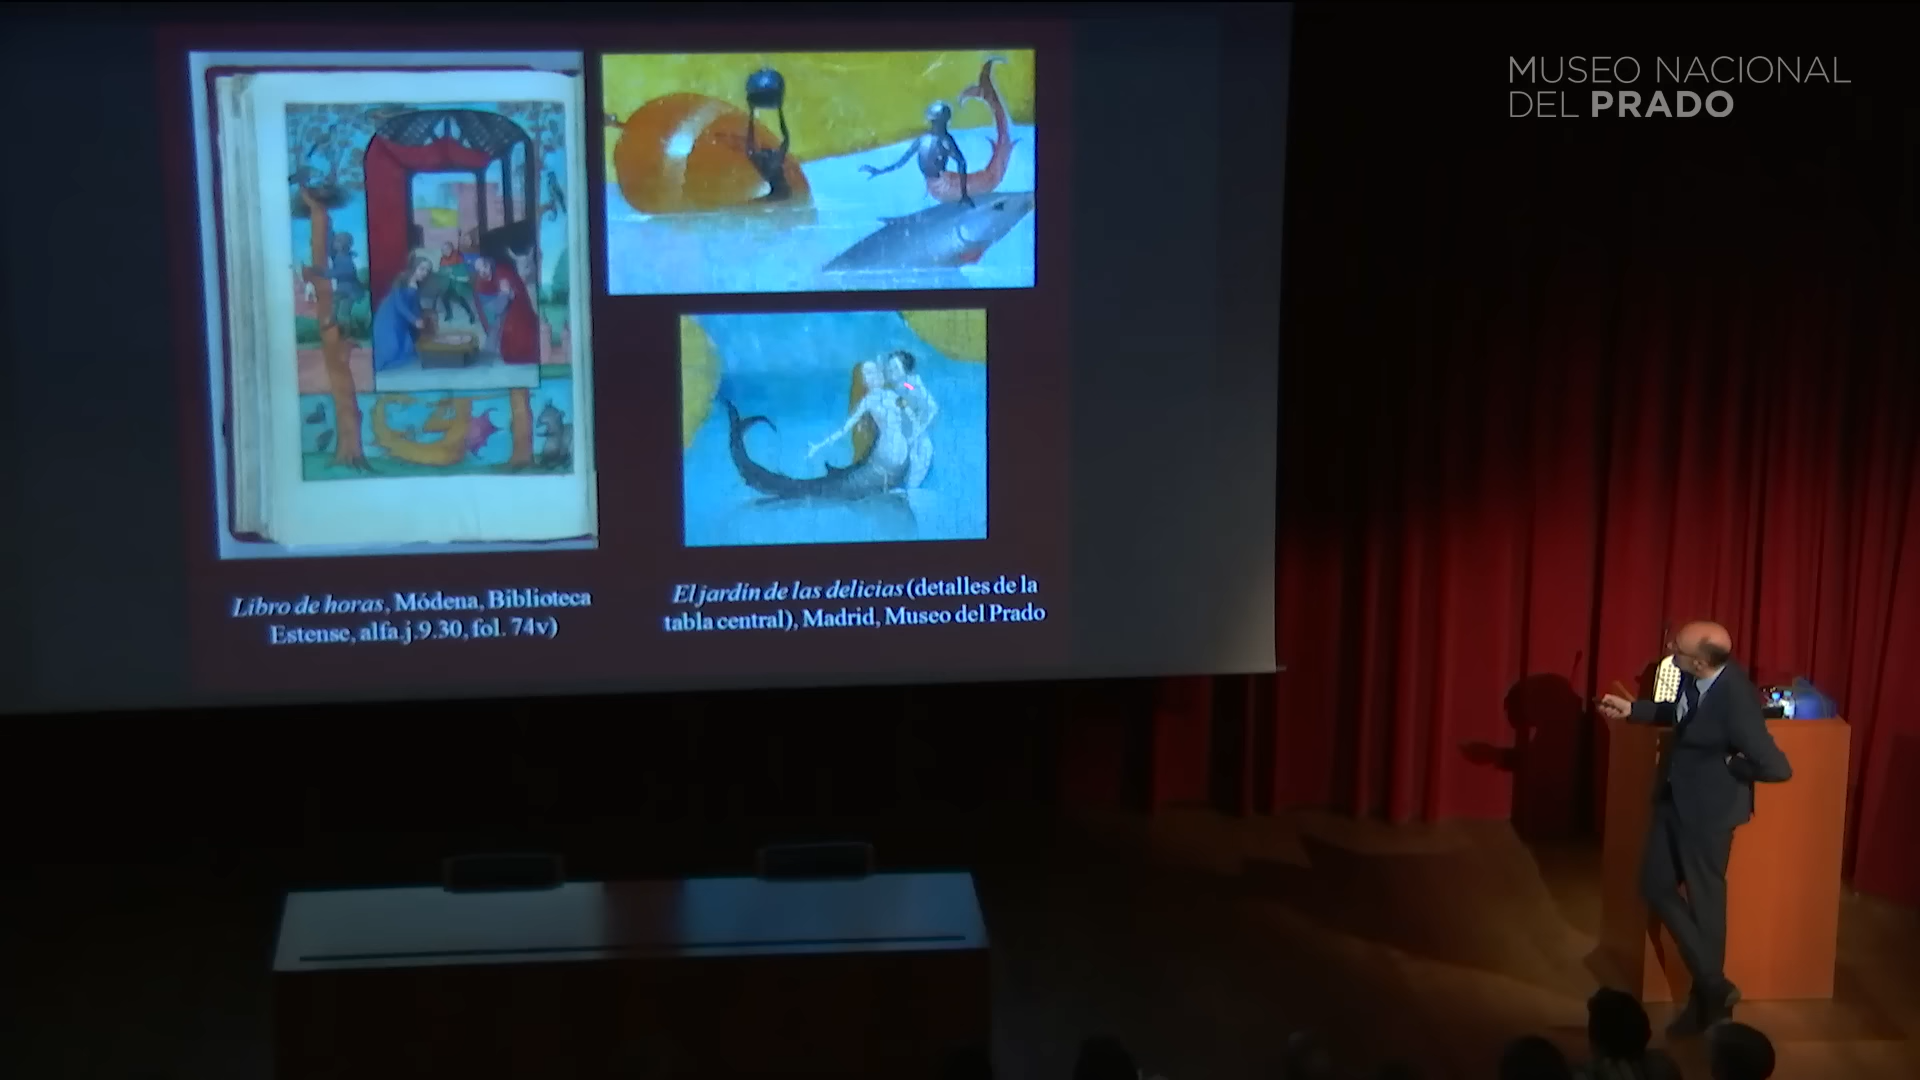 MUSEO NACIONAL
DEL PRADO
Libro de horas, Módena, Biblioteca
Estense, alfa.j.9.30, fol. 74v)
El jardín de las delicias (detalles de la
tabla central), Madrid, Museo del Prado